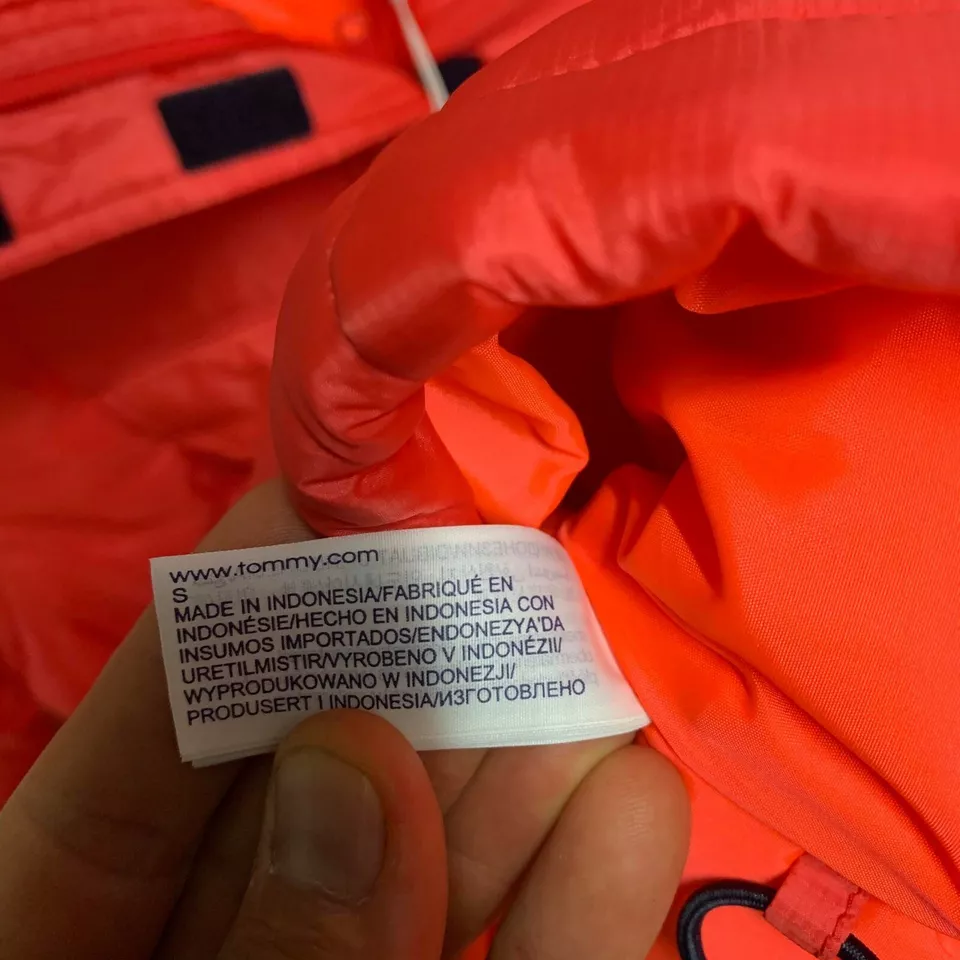 www.tommy.com
S
MADE IN INDONESIA/FABRIQUÉ EN
INDONÉSIE/HECHO EN INDONESIA CON
INSUMOS IMPORTADOS/ENDONEZYA'DA
URETILMISTIR/VYROBENO V INDONÉZII/
WYPRODUKOWANO W INDONEZJI/
PRODUSERT I INDONESIA/ИЗГОТОВЛЕНО